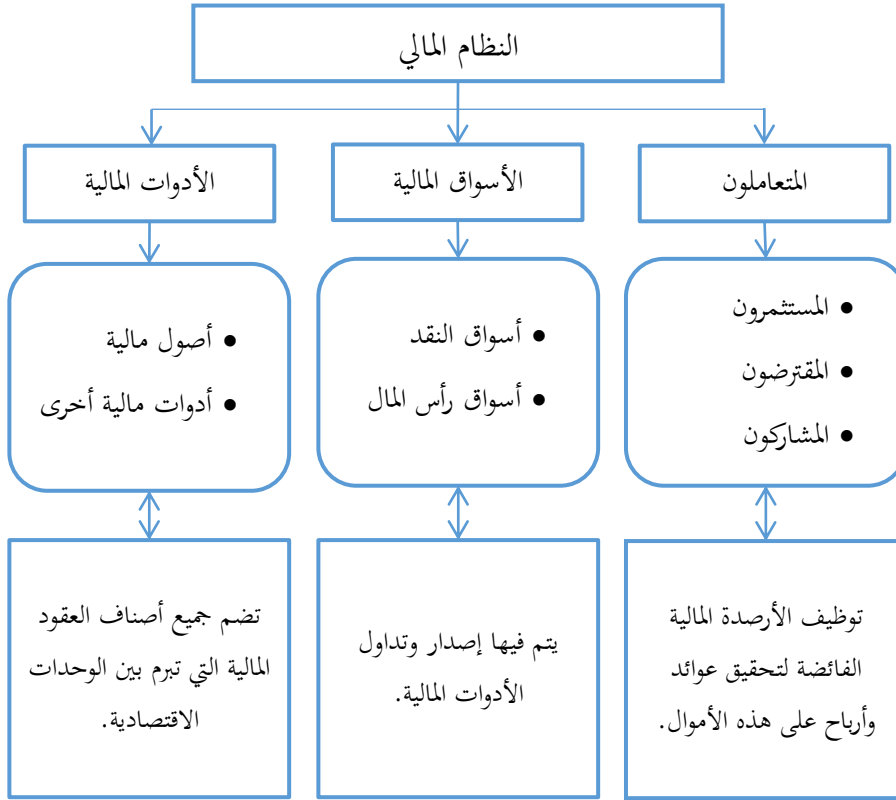 النظام المالي
المتعاملون
الأسواق المالية
الأدوات المالية
• المستثمرون
• المقترضون
• المشاركون
• أسواق النقد
• أسواق رأس المال
• أصول مالية
• أدوات مالية أخرى
توظيف الأرصدة المالية
الفائضة لتحقيق عوائد
وأرباح على هذه الأموال.
يتم فيها إصدار وتداول
الأدوات المالية.
تضم جميع أصناف العقود
المالية التي تبرم بين الوحدات
الاقتصادية.